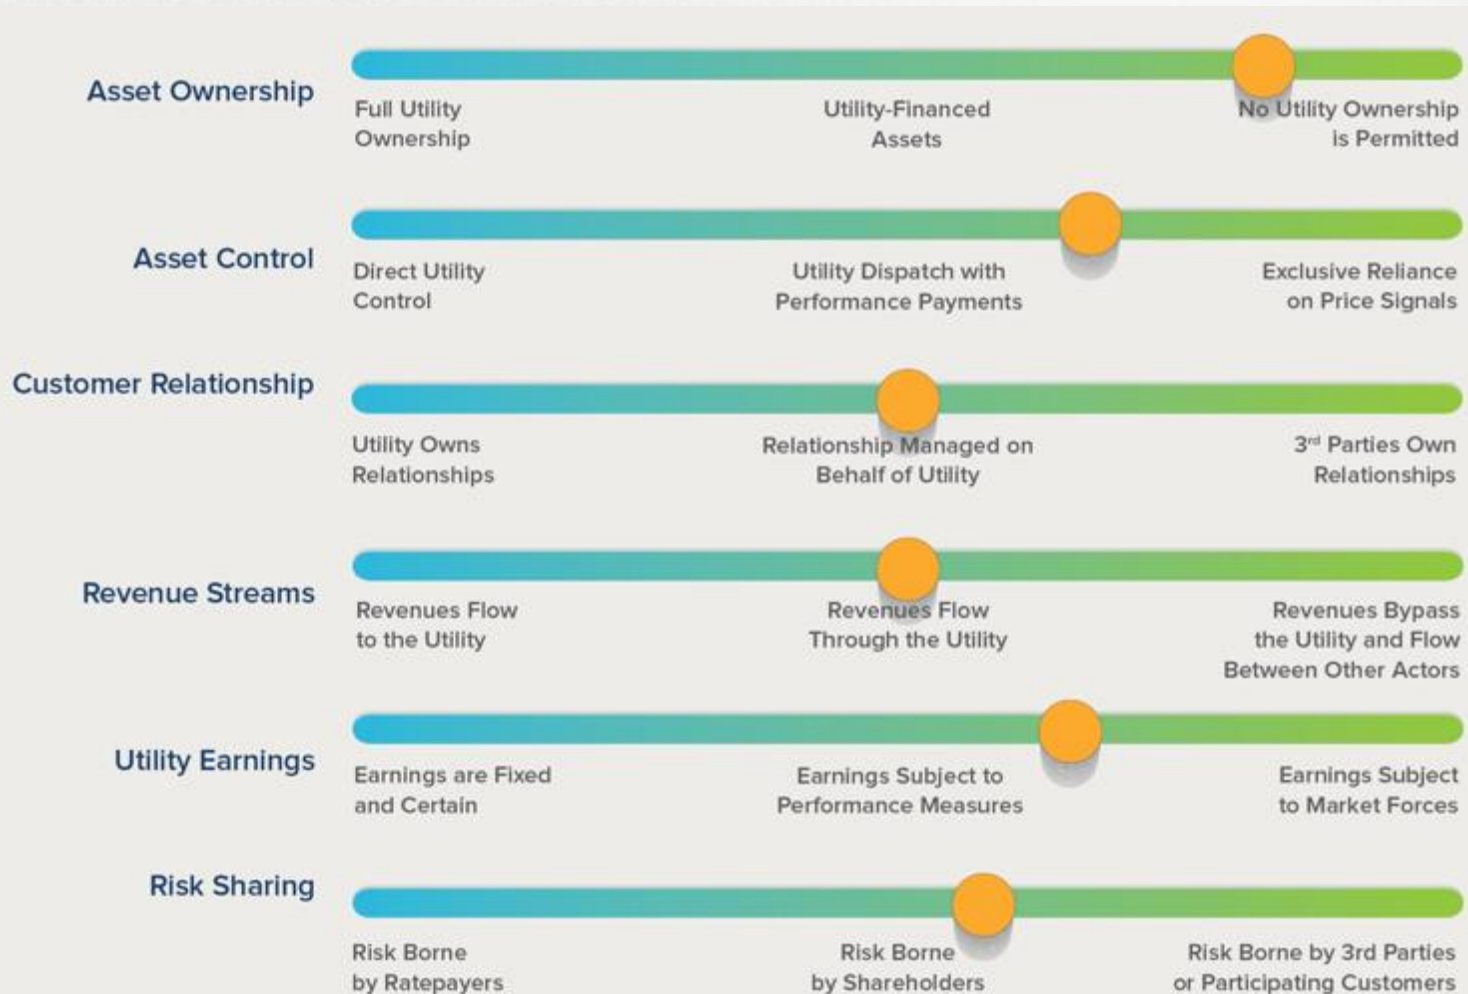 Asset Ownership
Full Utility
Ownership
Utility-Financed
Assets
No Utility Ownership
is Permitted
Asset Control
Direct Utility
Control
Utility Dispatch with
Performance Payments
Exclusive Reliance
on Price Signals
Customer Relationship
Utility Owns
Relationships
Relationship Managed on
Behalf of Utility
3rd Parties Own
Relationships
Revenue Streams
Revenues Flow
to the Utility
Revenues Flow
Through the Utility
Revenues Bypass
the Utility and Flow
Between Other Actors
Utility Earnings
Earnings are Fixed
and Certain
Earnings Subject to
Performance Measures
Earnings Subject
to Market Forces
Risk Sharing
Risk Borne
by Ratepayers
Risk Borne
by Shareholders
Risk Borne by 3rd Parties
or Participating Customers